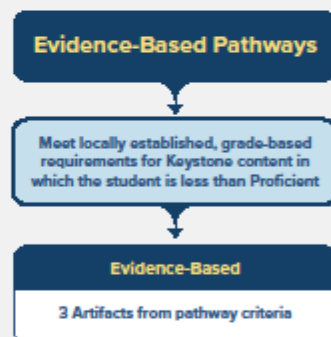 Evidence-Based Pathways
Meet locally established, grade-based
requirements for Keystone content in
which the student is less than Proficient
Evidence-Based
3 Artifacts from pathway criteria